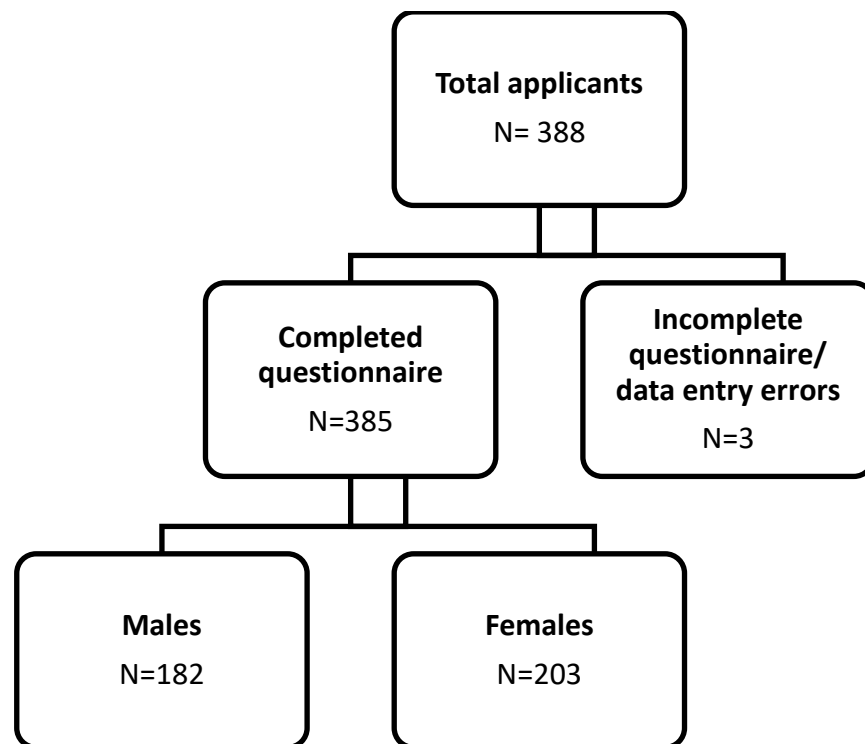 Total applicants
N= 388
Completed
questionnaire
N=385
Incomplete
questionnaire/
data entry errors
N=3
Males
N=182
Females
N=203